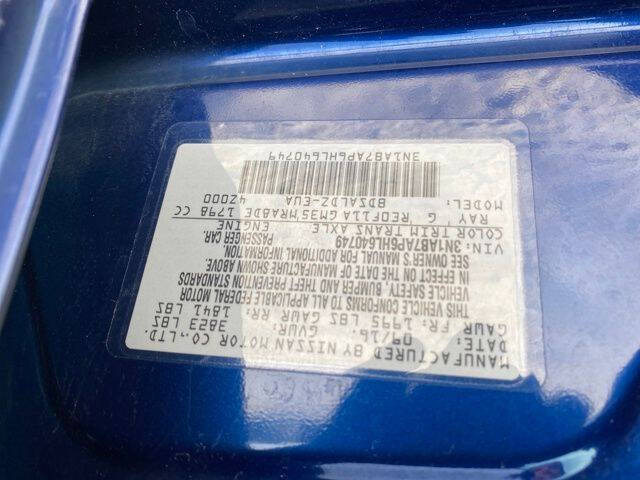 MANUFACTURED BY NISSAN MOTOR CO., LTD.
DATE: 09/16 GVWR: 3823 LBS
GAWR FR: 1995 LBS GAWR RR: 1841 LBS
THIS VEHICLE CONFORMS TO ALL APPLICABLE FEDERAL MOTOR
VEHICLE SAFETY, BUMPER AND THEFT PREVENTION STANDARDS
IN EFFECT ON THE DATE OF MANUFACTURE SHOWN ABOVE.
SEE OWNER'S MANUAL FOR ADDITIONAL INFORMATION.
VIN: 3N1AB7AP6HL640749 PASSENGER CAR.
COLOR TRIM TRANS AXLE ENGINE
RAY G RE0F11A GM35 MRA8DE 1798 CC
MODEL: BDSALDZ-EUA 42000
3N1AB7AP6HL640749